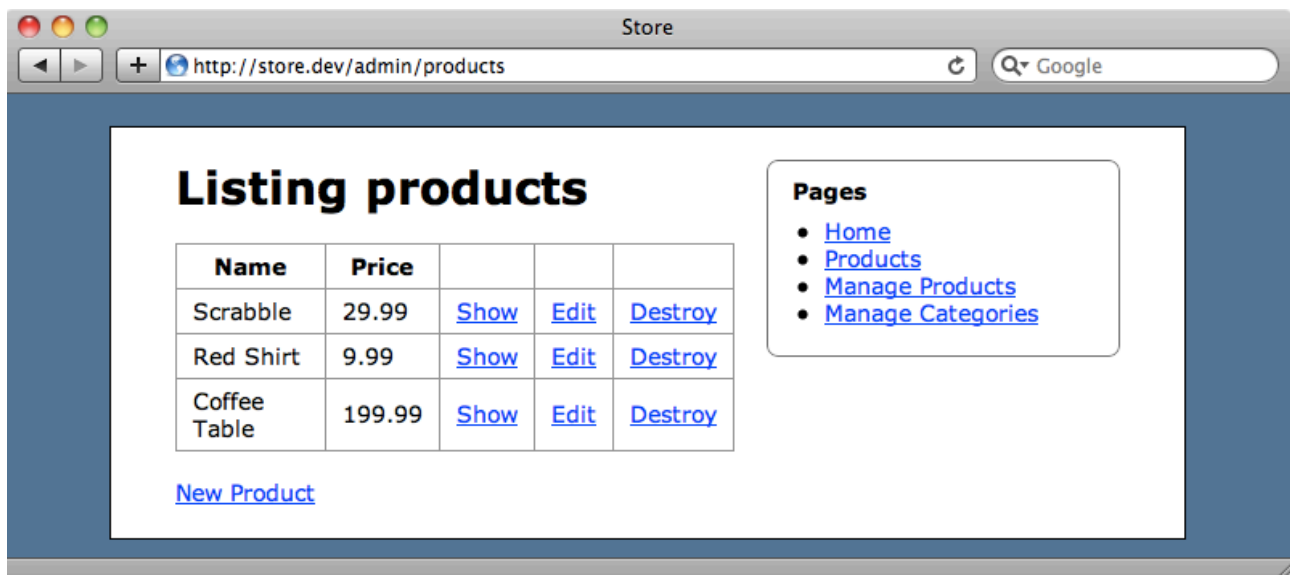 Store
http://store.dev/admin/products
Google
Listing products
Name Price
Scrabble 29.99 Show Edit Destroy
Red Shirt 9.99 Show Edit Destroy
Coffee
Table 199.99 Show Edit Destroy
New Product
Pages
Home
Products
Manage Products
Manage Categories